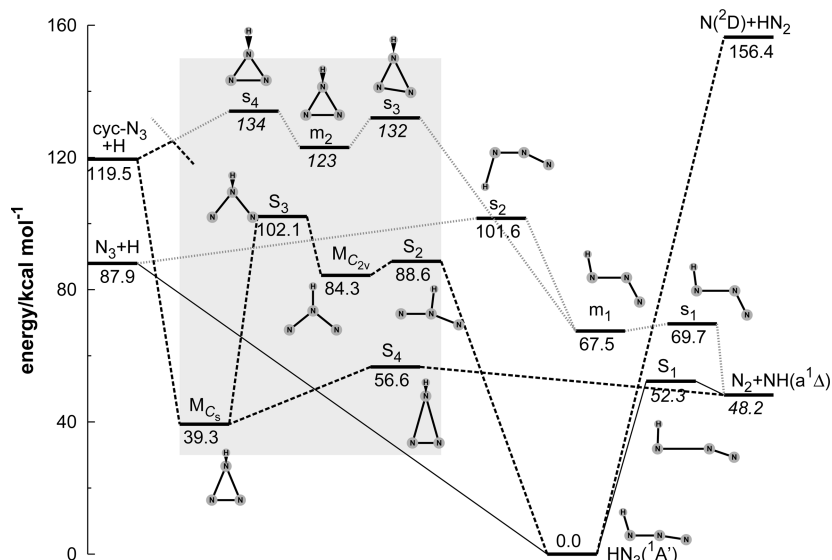 160
120
80
40
0
energy/kcal mol⁻¹
N(²D)+HN₂
156.4
H
N
N N
s₄
134
H
N
N N
m₂
123
H
N
N N
s₃
132
cyc-N₃
+H
119.5
N N
N
H
s₂
101.6
H
N
N N
S₃
102.1
N₃+H
87.9
M_C₂ᵥ
84.3
S₂
88.6
H
N
N N
H
N N
N
H
N N
N
m₁
67.5
H
N N
N
s₁
69.7
S₄
56.6
S₁
52.3
N₂+NH(a¹Δ)
48.2
M_Cₛ
39.3
H
N
N N
H
N
N N
H
N N
N
0.0
HN₃(¹A')
H
N N N